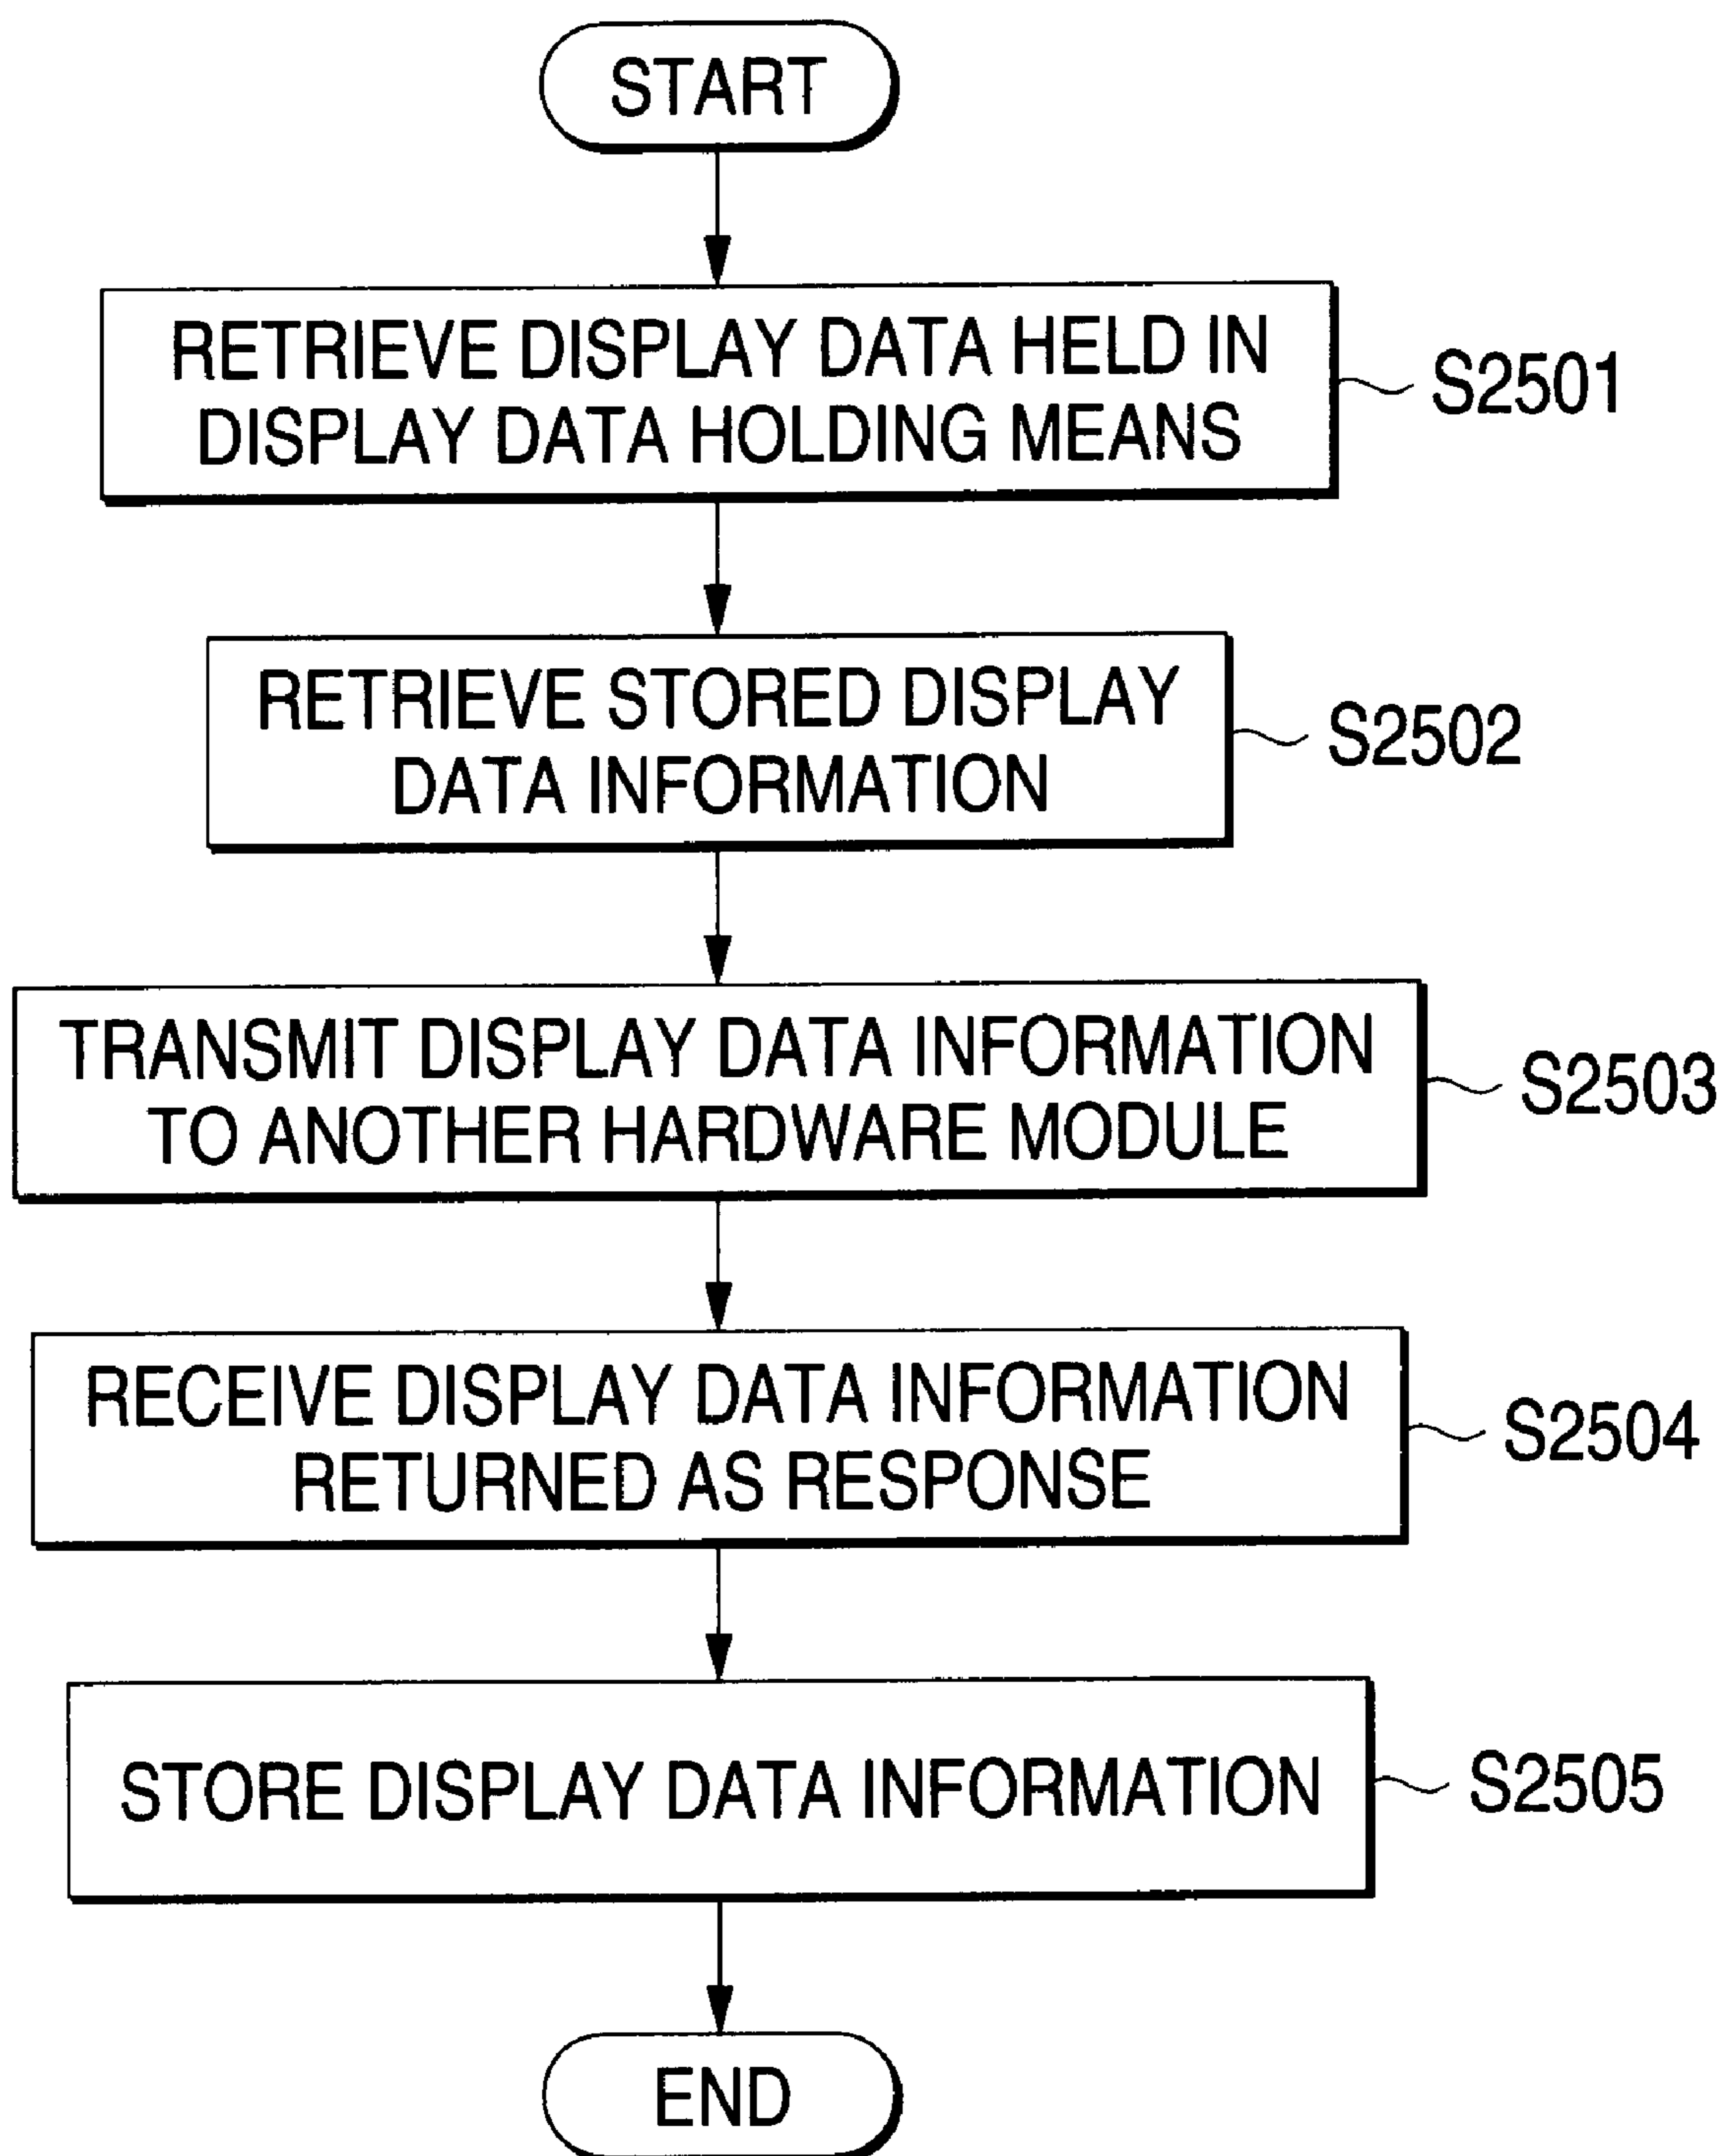 START
RETRIEVE DISPLAY DATA HELD IN
DISPLAY DATA HOLDING MEANS
S2501
RETRIEVE STORED DISPLAY
DATA INFORMATION
S2502
TRANSMIT DISPLAY DATA INFORMATION
TO ANOTHER HARDWARE MODULE
S2503
RECEIVE DISPLAY DATA INFORMATION
RETURNED AS RESPONSE
S2504
STORE DISPLAY DATA INFORMATION
S2505
END